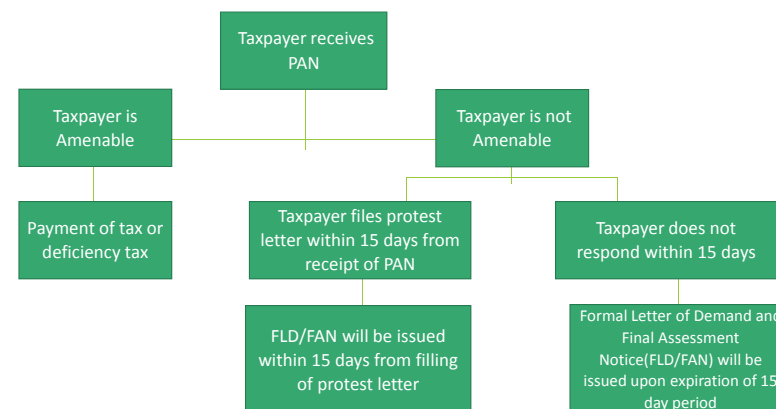 Taxpayer receives
PAN
Taxpayer is
Amenable
Taxpayer is not
Amenable
Payment of tax or
deficiency tax
Taxpayer files protest
letter within 15 days from
receipt of PAN
Taxpayer does not
respond within 15 days
FLD/FAN will be issued
within 15 days from filling
of protest letter
Formal Letter of Demand and
Final Assessment
Notice(FLD/FAN) will be
issued upon expiration of 15
day period